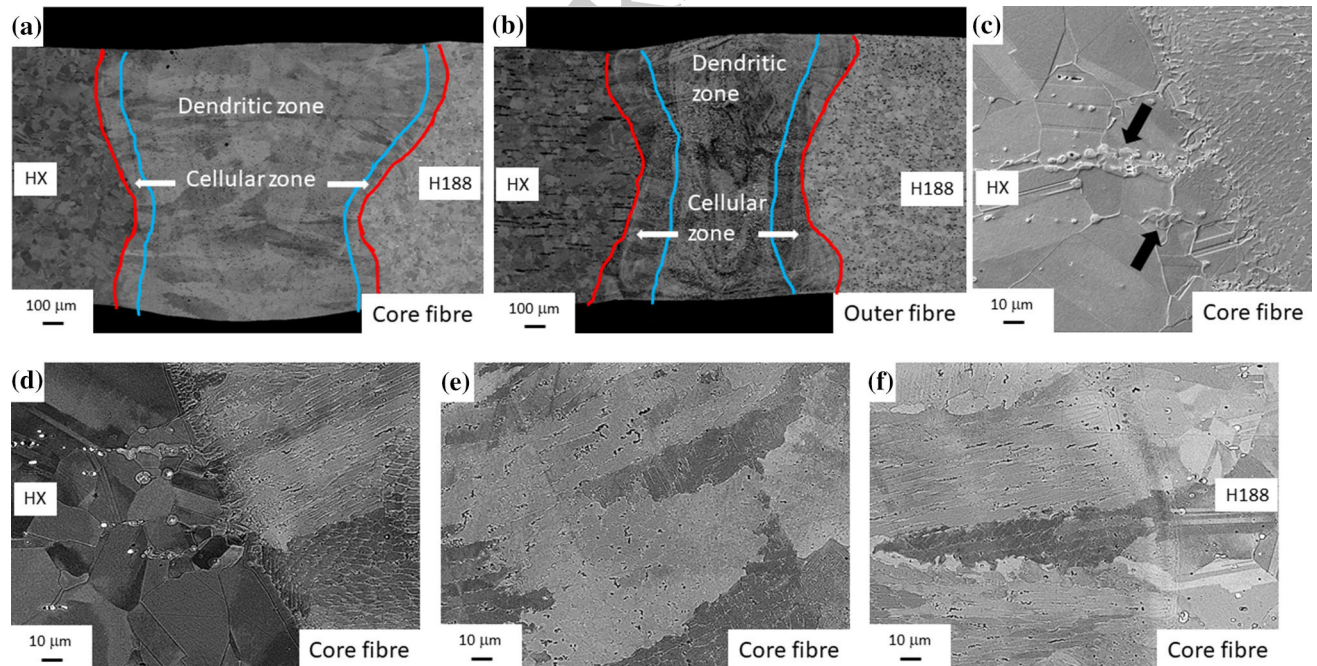 (a)
Dendritic zone
HX
Cellular zone
H188
100 μm
Core fibre
(b)
Dendritic
zone
HX
H188
Cellular
zone
100 μm
Outer fibre
(c)
HX
10 μm
Core fibre
(d)
HX
10 μm
Core fibre
(e)
10 μm
Core fibre
(f)
H188
10 μm
Core fibre